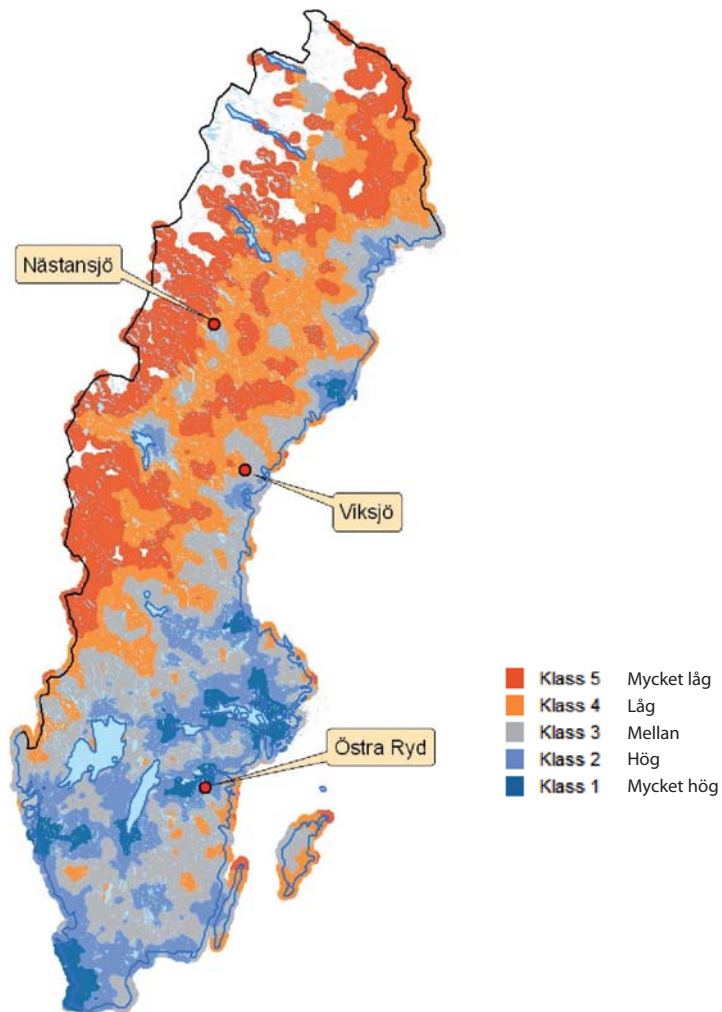 Nästansjö
Viksjö
Östra Ryd
Klass 5 Mycket låg
Klass 4 Låg
Klass 3 Mellan
Klass 2 Hög
Klass 1 Mycket hög